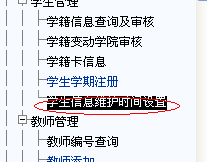 学生管理
学籍信息查询及审核
学籍变动学院审核
学籍卡信息
学生学期注册
学生信息维护时间设置
教师管理
教师编号查询
教师添加